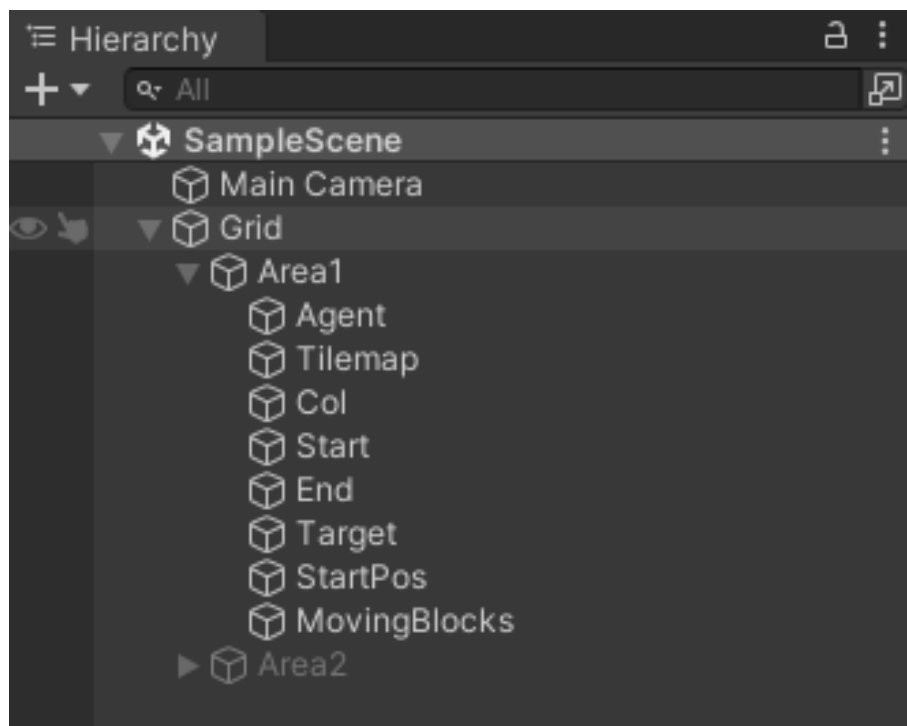 Hierarchy
All
SampleScene
Main Camera
Grid
Area1
Agent
Tilemap
Col
Start
End
Target
StartPos
MovingBlocks
Area2